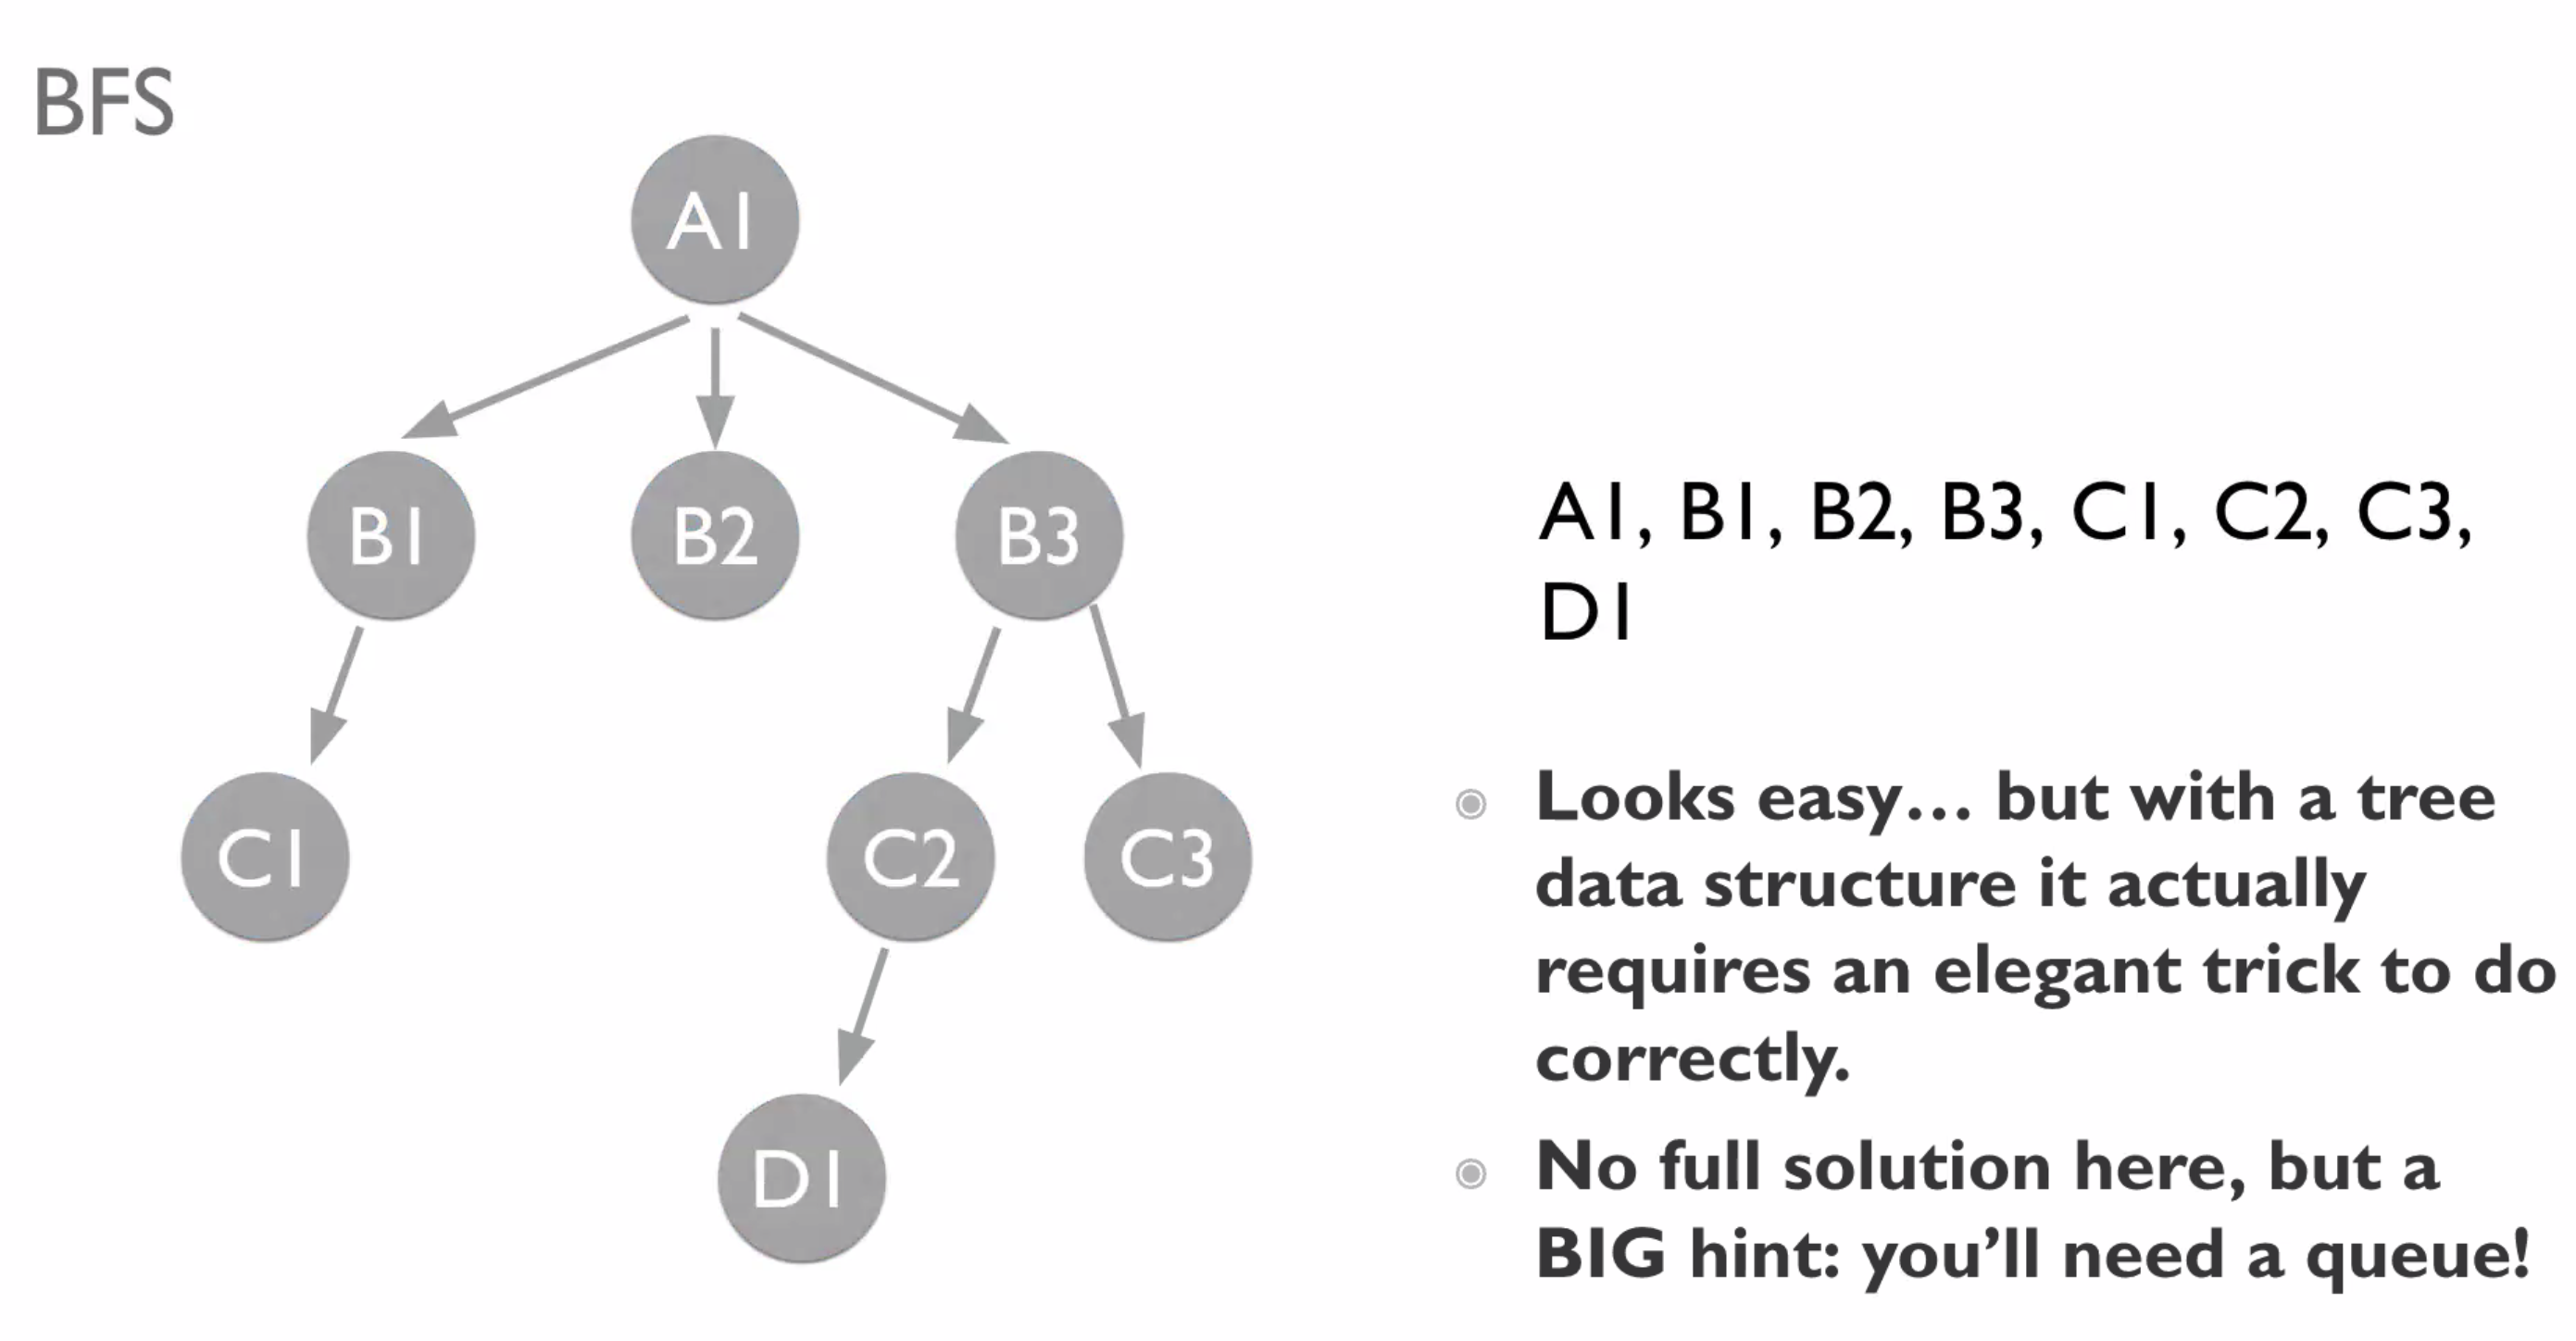 BFS
A1
B1
B2
B3
C1
C2
C3
D1
A1, B1, B2, B3, C1, C2, C3,
D1
Looks easy... but with a tree
data structure it actually
requires an elegant trick to do
correctly.
No full solution here, but a
BIG hint: you’ll need a queue!